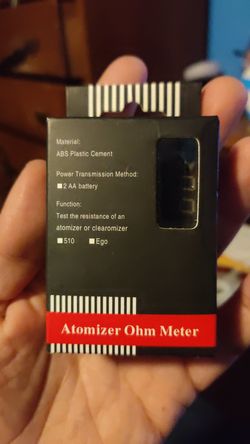 Material:
ABS Plastic Cement
Power Transmission Method:
2 AA battery
Function:
Test the resistance of an
atomizer or clearomizer
510 Ego
Atomizer Ohm Meter